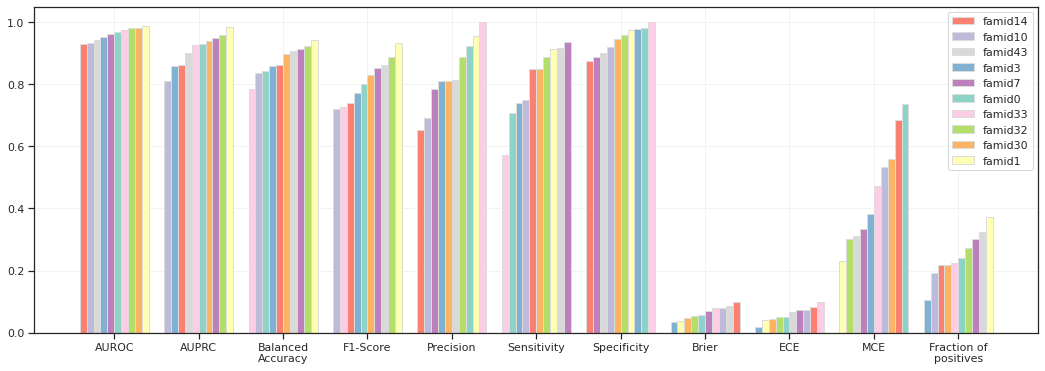 1.0
0.8
0.6
0.4
0.2
0.0
famid14
famid10
famid43
famid3
famid7
famid0
famid33
famid32
famid30
famid1
AUROC AUPRC Balanced Accuracy F1-Score Precision Sensitivity Specificity Brier ECE MCE Fraction of positives